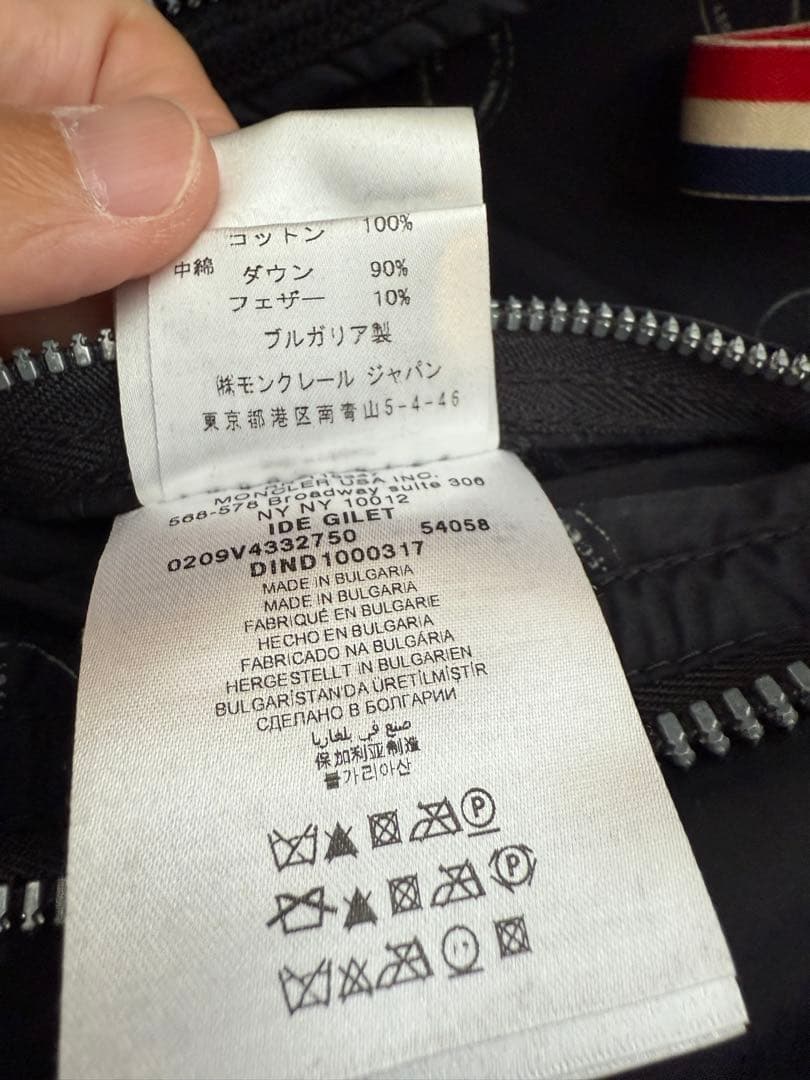 コットン 100%
中綿 ダウン 90%
フェザー 10%
ブルガリア製
㈱モンクレール ジャパン
東京都港区南青山5-4-46
MONCLER USA INC.
568-578 Broadway suite 306
NY NY 10012
IDE GILET
0209V4332750 54058
DIND1000317
MADE IN BULGARIA
MADE IN BULGARIA
FABRIQUÉ EN BULGARIE
HECHO EN BULGARIA
FABRICADO NA BULGÁRIA
HERGESTELLT IN BULGARIEN
BULGARİSTAN'DA ÜRETİLMİŞTİR
СДЕЛАНО В БОЛГАРИИ
صنع في بلغاريا
保加利亚制造
불가리아산
P
P